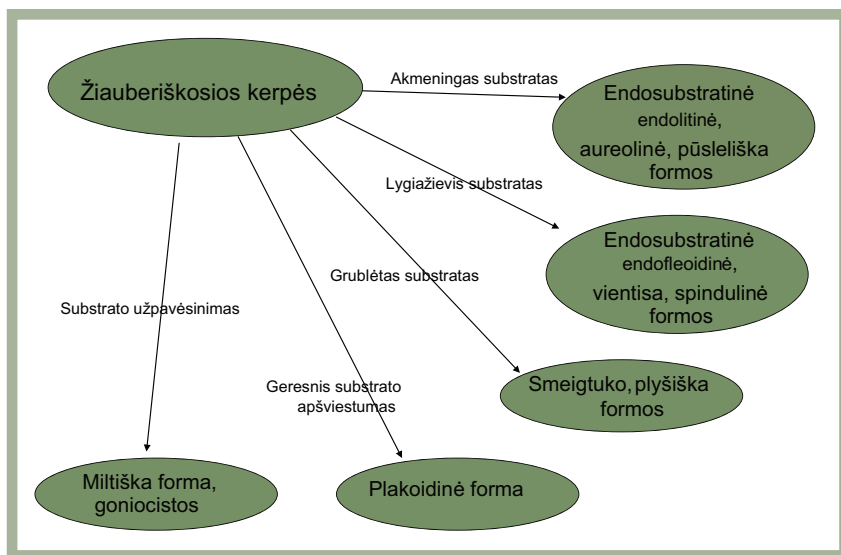 Žiauberiškosios kerpės
Akmeningas substratas
Endosubstratinė
endolitinė,
aureolinė, pūsleliška
formos
Lygiažievis substratas
Endosubstratinė
endofleoidinė,
vientisa, spindulinė
formos
Grublėtas substratas
Substrato užpavėsinimas
Geresnis substrato
apšviestumas
Smeigtuko, plyšiška
formos
Miltiška forma,
goniocistos
Plakoidinė forma